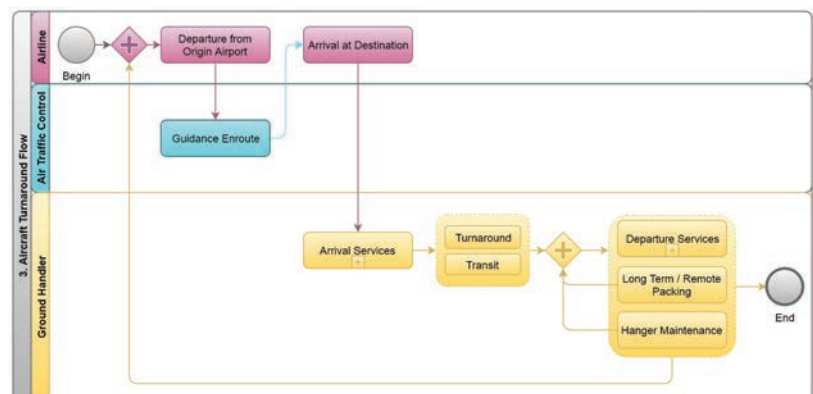 3. Aircraft Turnaround Flow
Airline
Begin
Departure from
Origin Airport
Arrival at Destination
Air Traffic Control
Guidance Enroute
Ground Handler
Arrival Services
Turnaround
Transit
Departure Services
Long Term / Remote
Packing
Hanger Maintenance
End